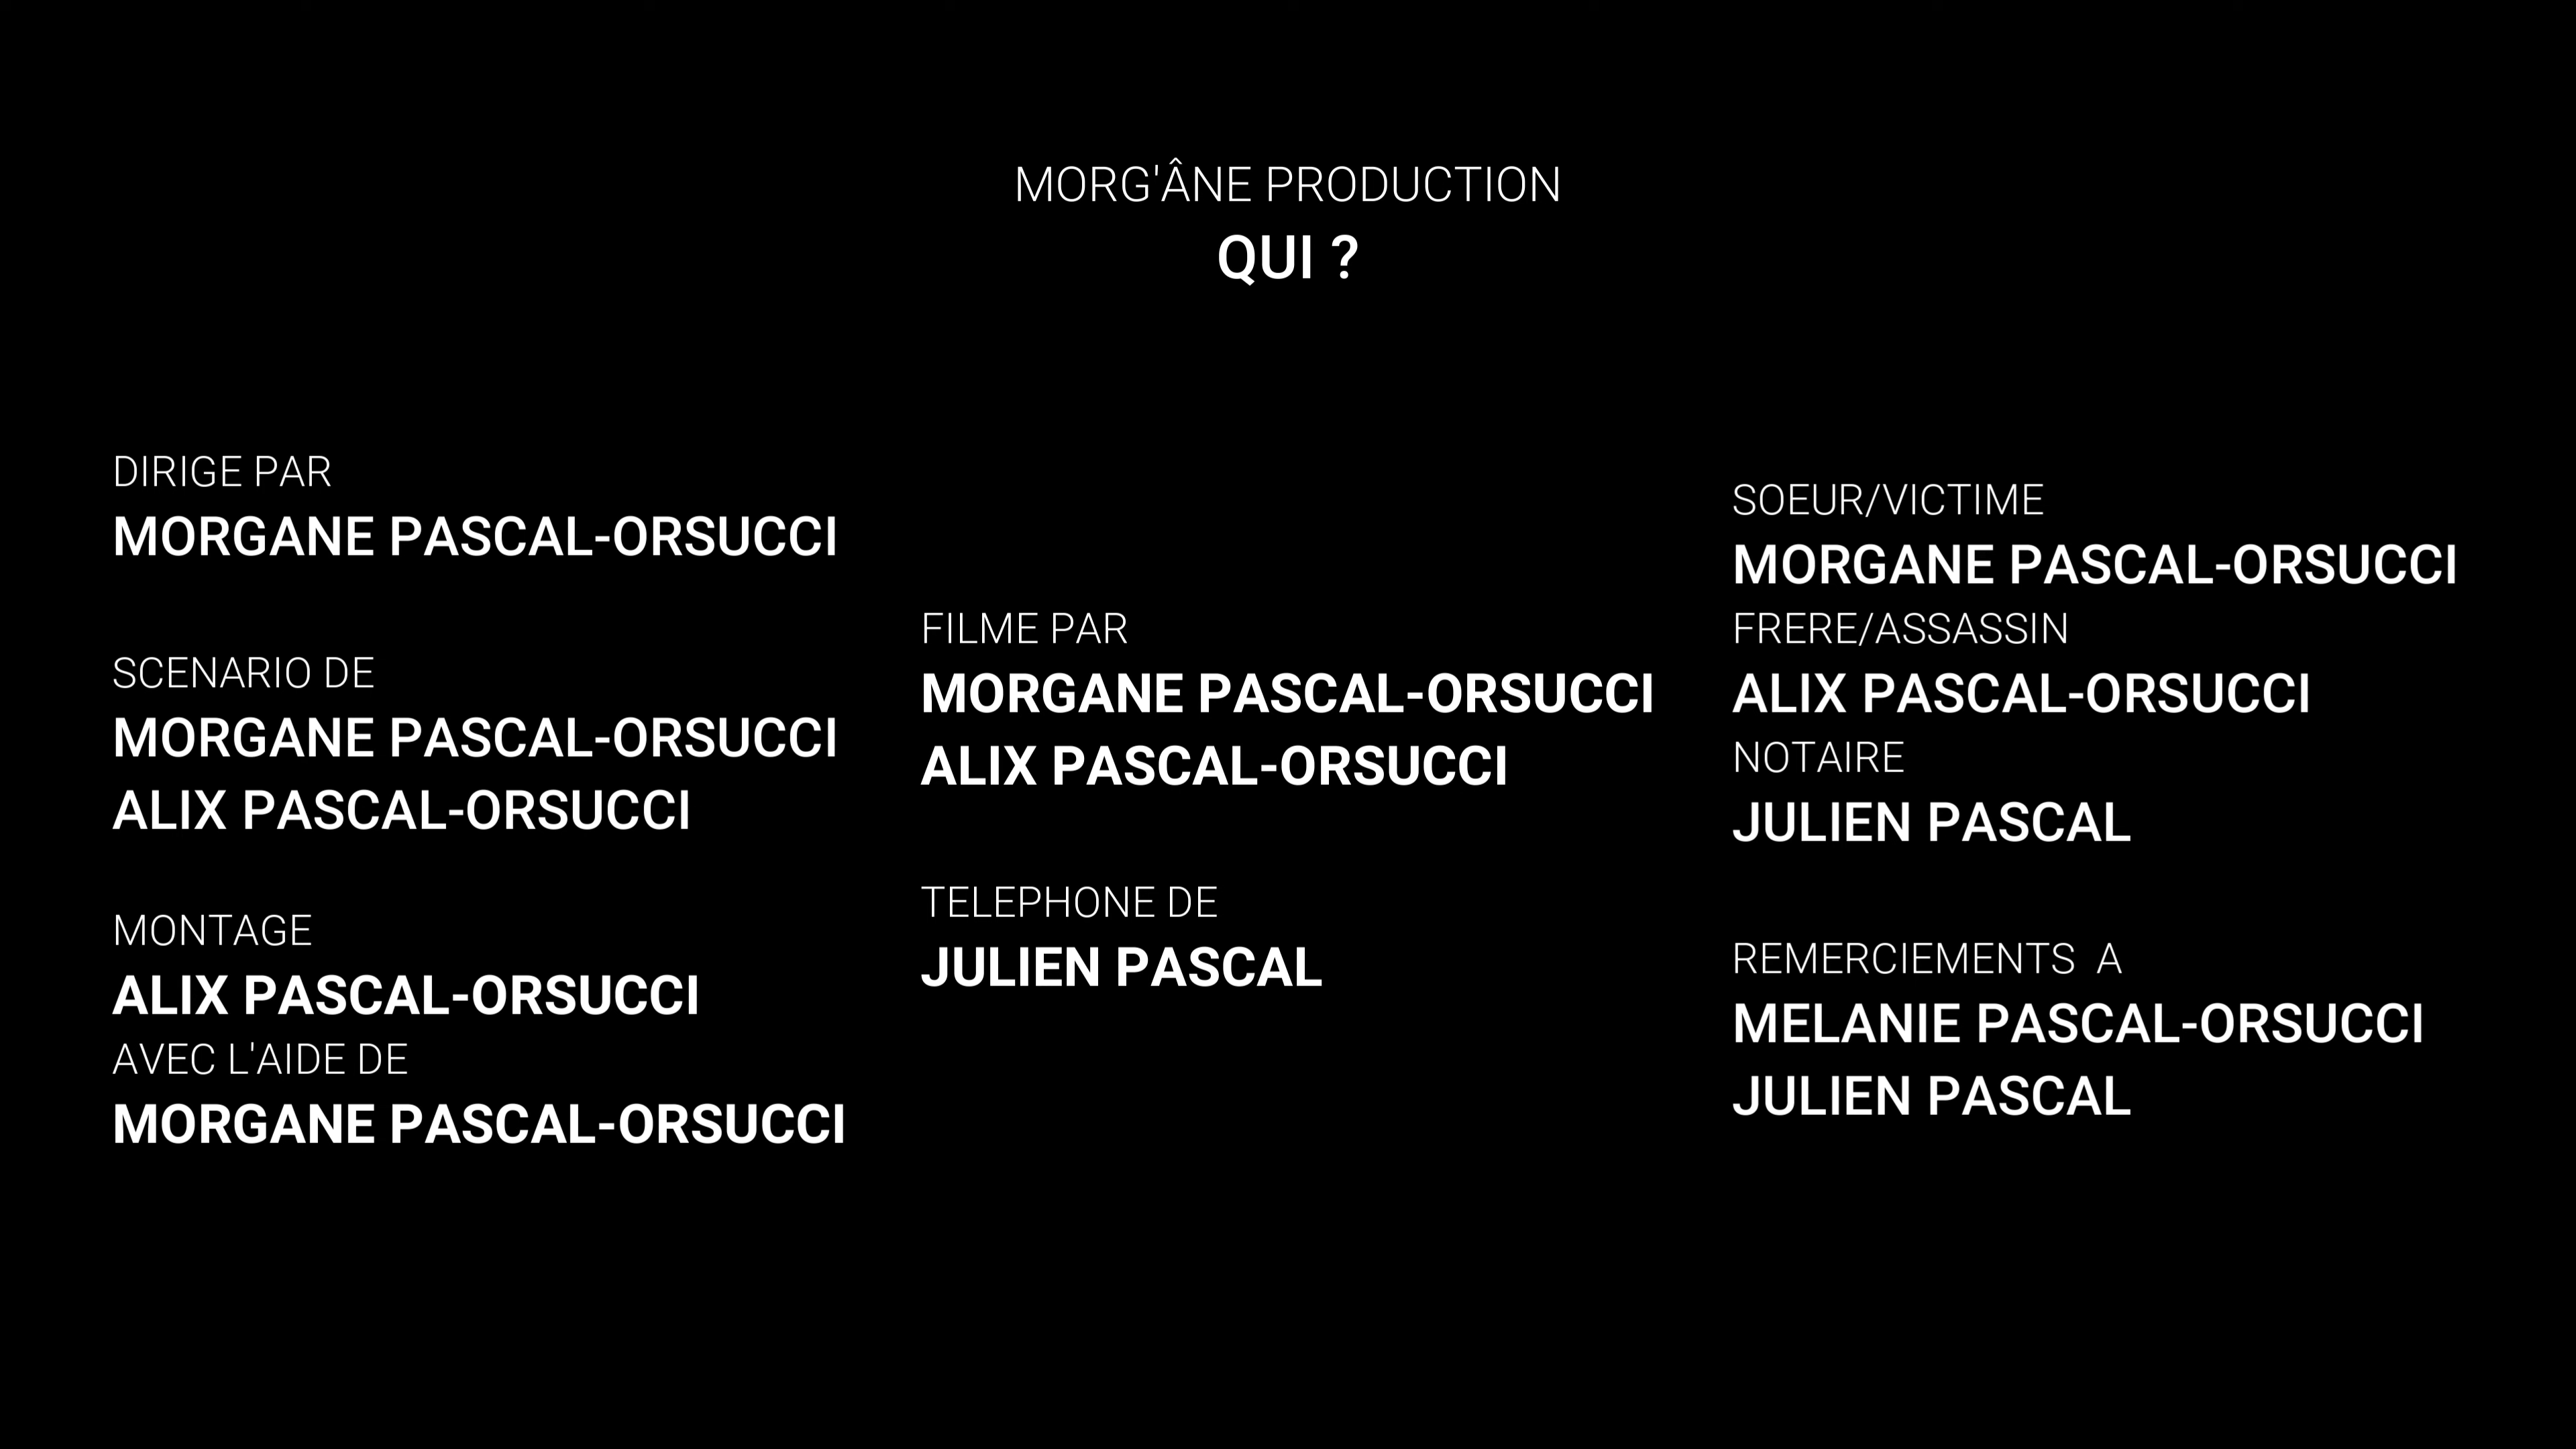 MORG'ÂNE PRODUCTION
QUI ?
DIRIGE PAR
MORGANE PASCAL-ORSUCCI
SCENARIO DE
MORGANE PASCAL-ORSUCCI
ALIX PASCAL-ORSUCCI
MONTAGE
ALIX PASCAL-ORSUCCI
AVEC L'AIDE DE
MORGANE PASCAL-ORSUCCI
FILME PAR
MORGANE PASCAL-ORSUCCI
ALIX PASCAL-ORSUCCI
TELEPHONE DE
JULIEN PASCAL
SOEUR/VICTIME
MORGANE PASCAL-ORSUCCI
FRERE/ASSASSIN
ALIX PASCAL-ORSUCCI
NOTAIRE
JULIEN PASCAL
REMERCIEMENTS  A
MELANIE PASCAL-ORSUCCI
JULIEN PASCAL